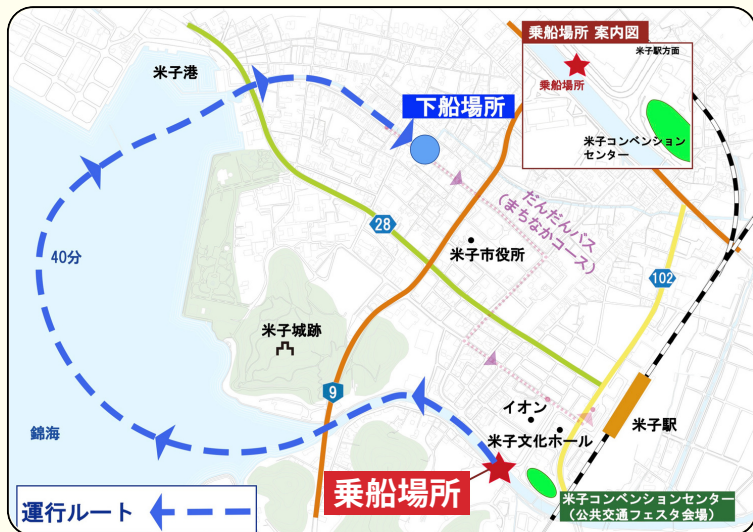 乗船場所 案内図
米子駅方面
乗船場所
米子コンベンション
センター
米子港
下船場所
だんだんバス
(まちなかコース)
28
米子市役所
102
40分
米子城跡
9
イオン
米子駅
米子文化ホール
錦海
乗船場所
米子コンベンションセンター
(公共交通フェスタ会場)
運行ルート